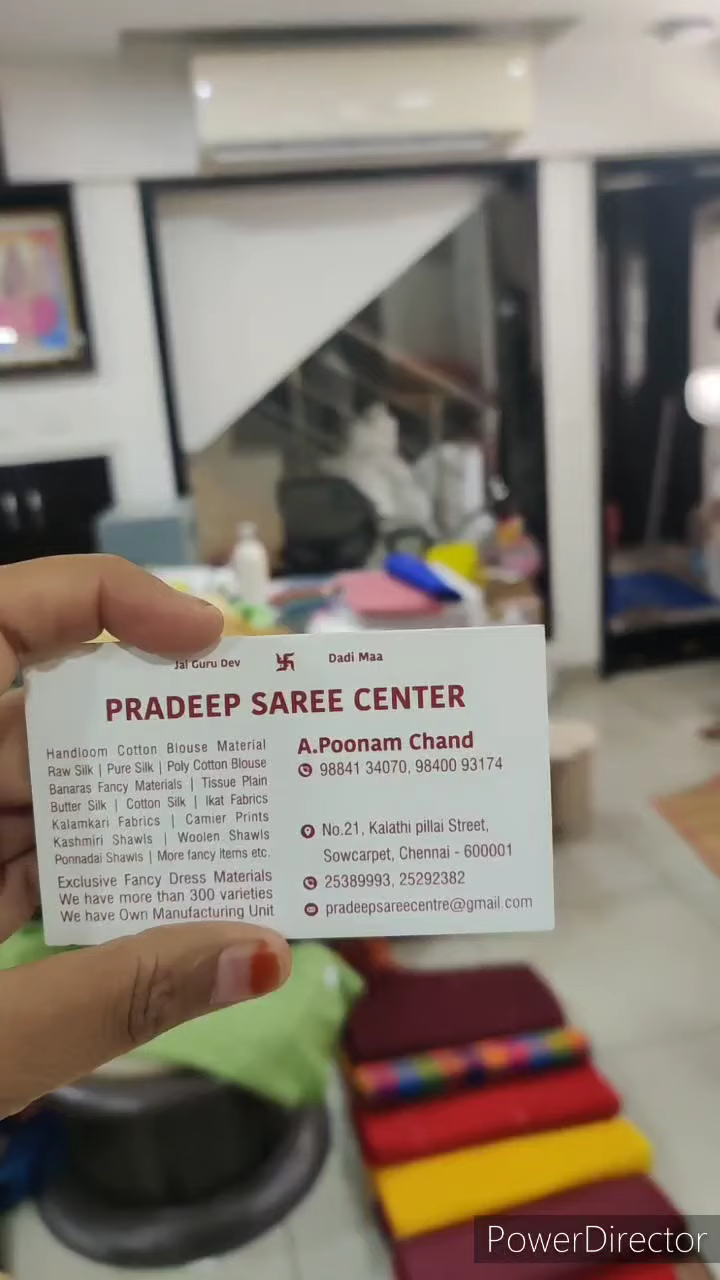 Jai Guru Dev 卐 Dadi Maa
PRADEEP SAREE CENTER
Handloom Cotton Blouse Material
Raw Silk | Pure Silk | Poly Cotton Blouse
Banaras Fancy Materials | Tissue Plain
Butter Silk | Cotton Silk | Ikat Fabrics
Kalamkari Fabrics | Camier Prints
Kashmiri Shawls | Woolen Shawls
Ponnadai Shawls | More fancy Items etc.
Exclusive Fancy Dress Materials
We have more than 300 varieties
We have Own Manufacturing Unit
A.Poonam Chand
98841 34070, 98400 93174
No.21, Kalathi pillai Street,
Sowcarpet, Chennai - 600001
25389993, 25292382
pradeepsareecentre@gmail.com
PowerDirector